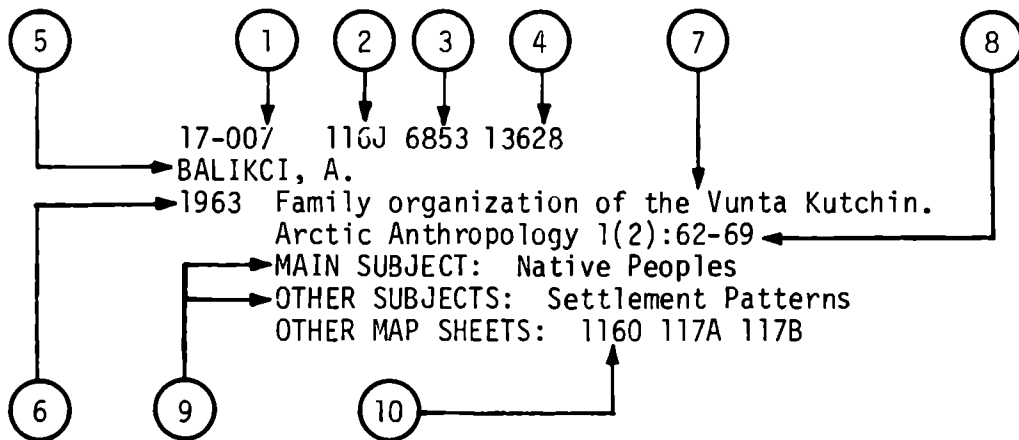 5 1 2 3 4 7 8
17-007 116J 6853 13628
BALIKCI, A.
1963 Family organization of the Vunta Kutchin.
Arctic Anthropology 1(2):62-69
MAIN SUBJECT: Native Peoples
OTHER SUBJECTS: Settlement Patterns
OTHER MAP SHEETS: 116O 117A 117B
6 9 10